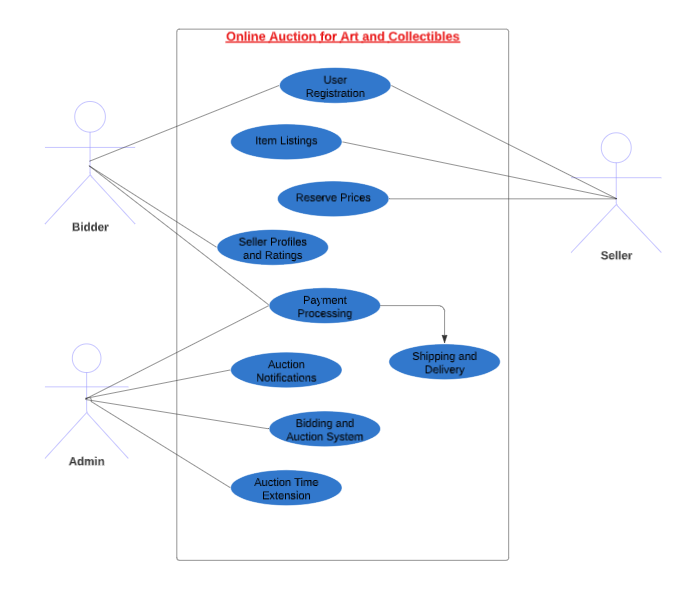 Online Auction for Art and Collectibles
User
Registration
Item Listings
Reserve Prices
Bidder
Seller Profiles
and Ratings
Seller
Payment
Processing
Shipping and
Delivery
Auction
Notifications
Bidding and
Auction System
Admin
Auction Time
Extension